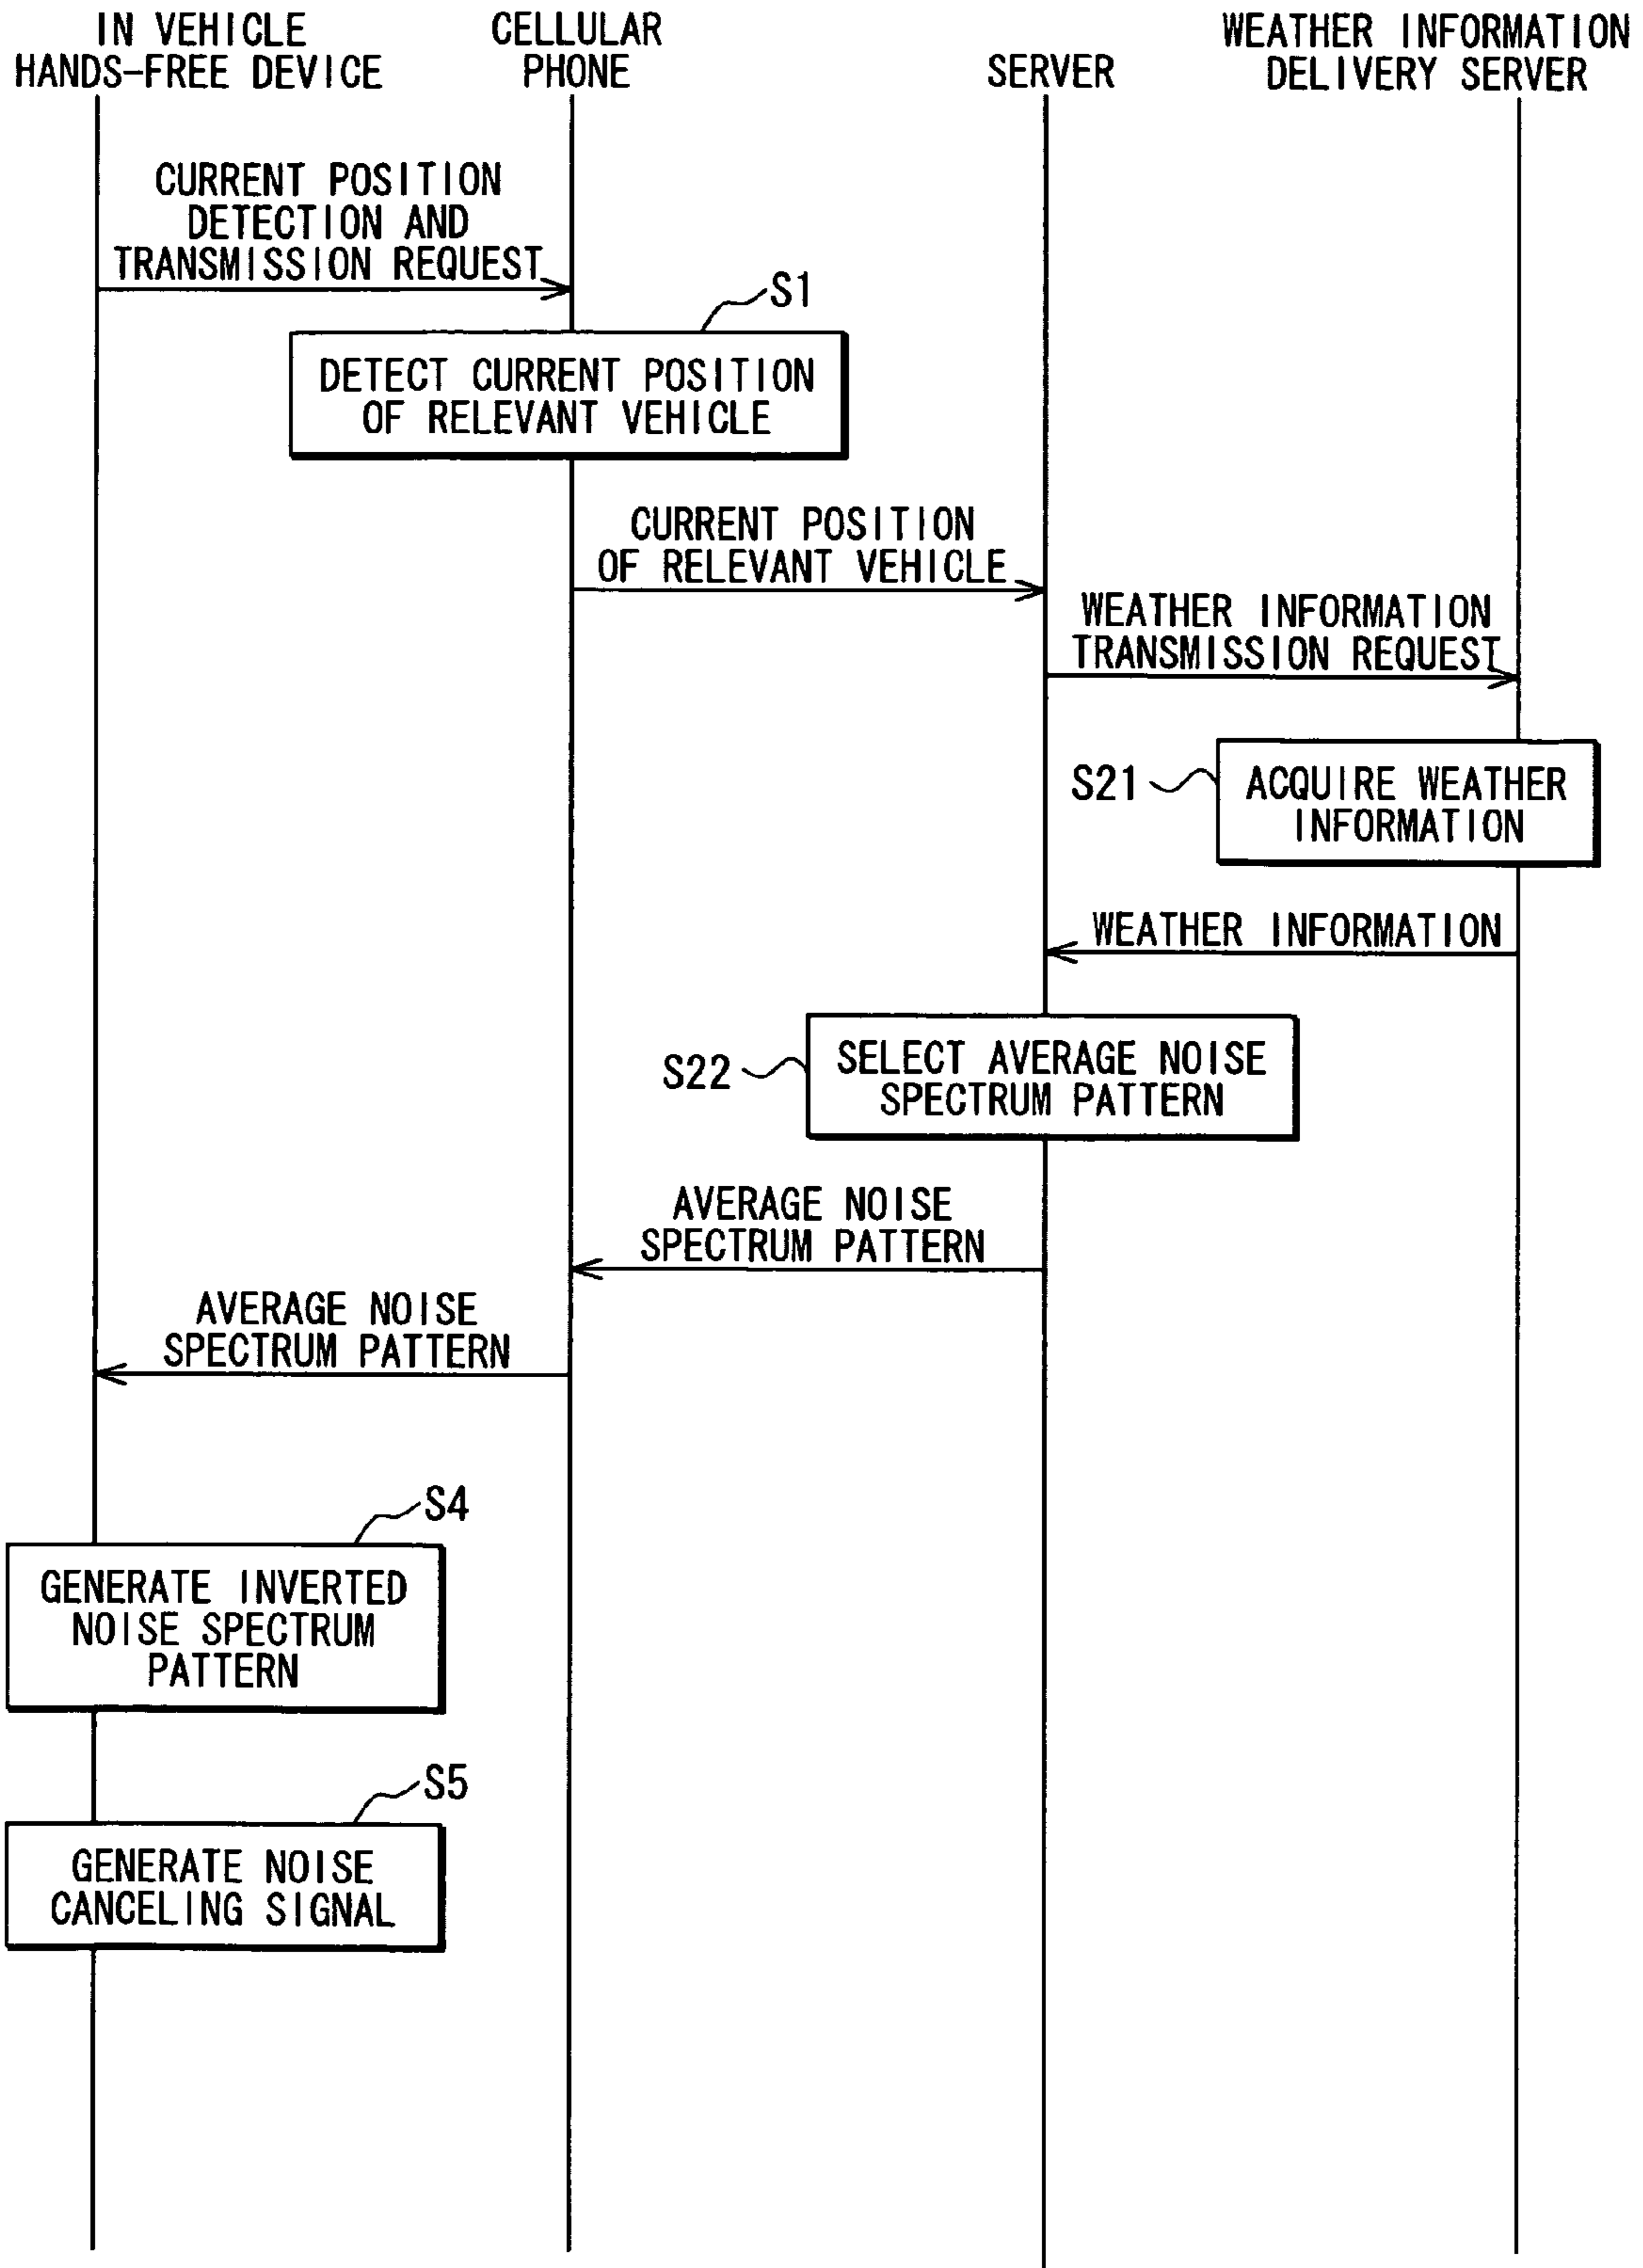 IN VEHICLE
HANDS-FREE DEVICE
CELLULAR
PHONE
SERVER
WEATHER INFORMATION
DELIVERY SERVER
CURRENT POSITION
DETECTION AND
TRANSMISSION REQUEST
S1
DETECT CURRENT POSITION
OF RELEVANT VEHICLE
CURRENT POSITION
OF RELEVANT VEHICLE
WEATHER INFORMATION
TRANSMISSION REQUEST
S21
ACQUIRE WEATHER
INFORMATION
WEATHER INFORMATION
S22
SELECT AVERAGE NOISE
SPECTRUM PATTERN
AVERAGE NOISE
SPECTRUM PATTERN
AVERAGE NOISE
SPECTRUM PATTERN
S4
GENERATE INVERTED
NOISE SPECTRUM
PATTERN
S5
GENERATE NOISE
CANCELING SIGNAL